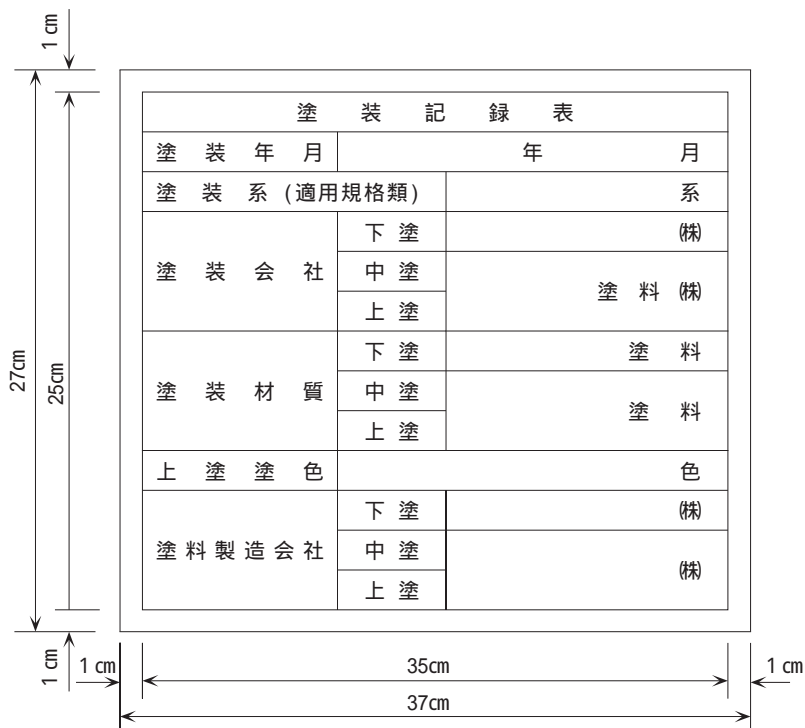 1 cm
塗装記録表
塗装年月 年 月
塗装系(適用規格類) 系
塗装会社 下塗 ㈱
中塗 塗料㈱
上塗
塗装材質 下塗 塗料
中塗 塗料
上塗
上塗塗色 色
塗料製造会社 下塗 ㈱
中塗 ㈱
上塗
27cm
25cm
1 cm
1 cm
35cm
1 cm
37cm